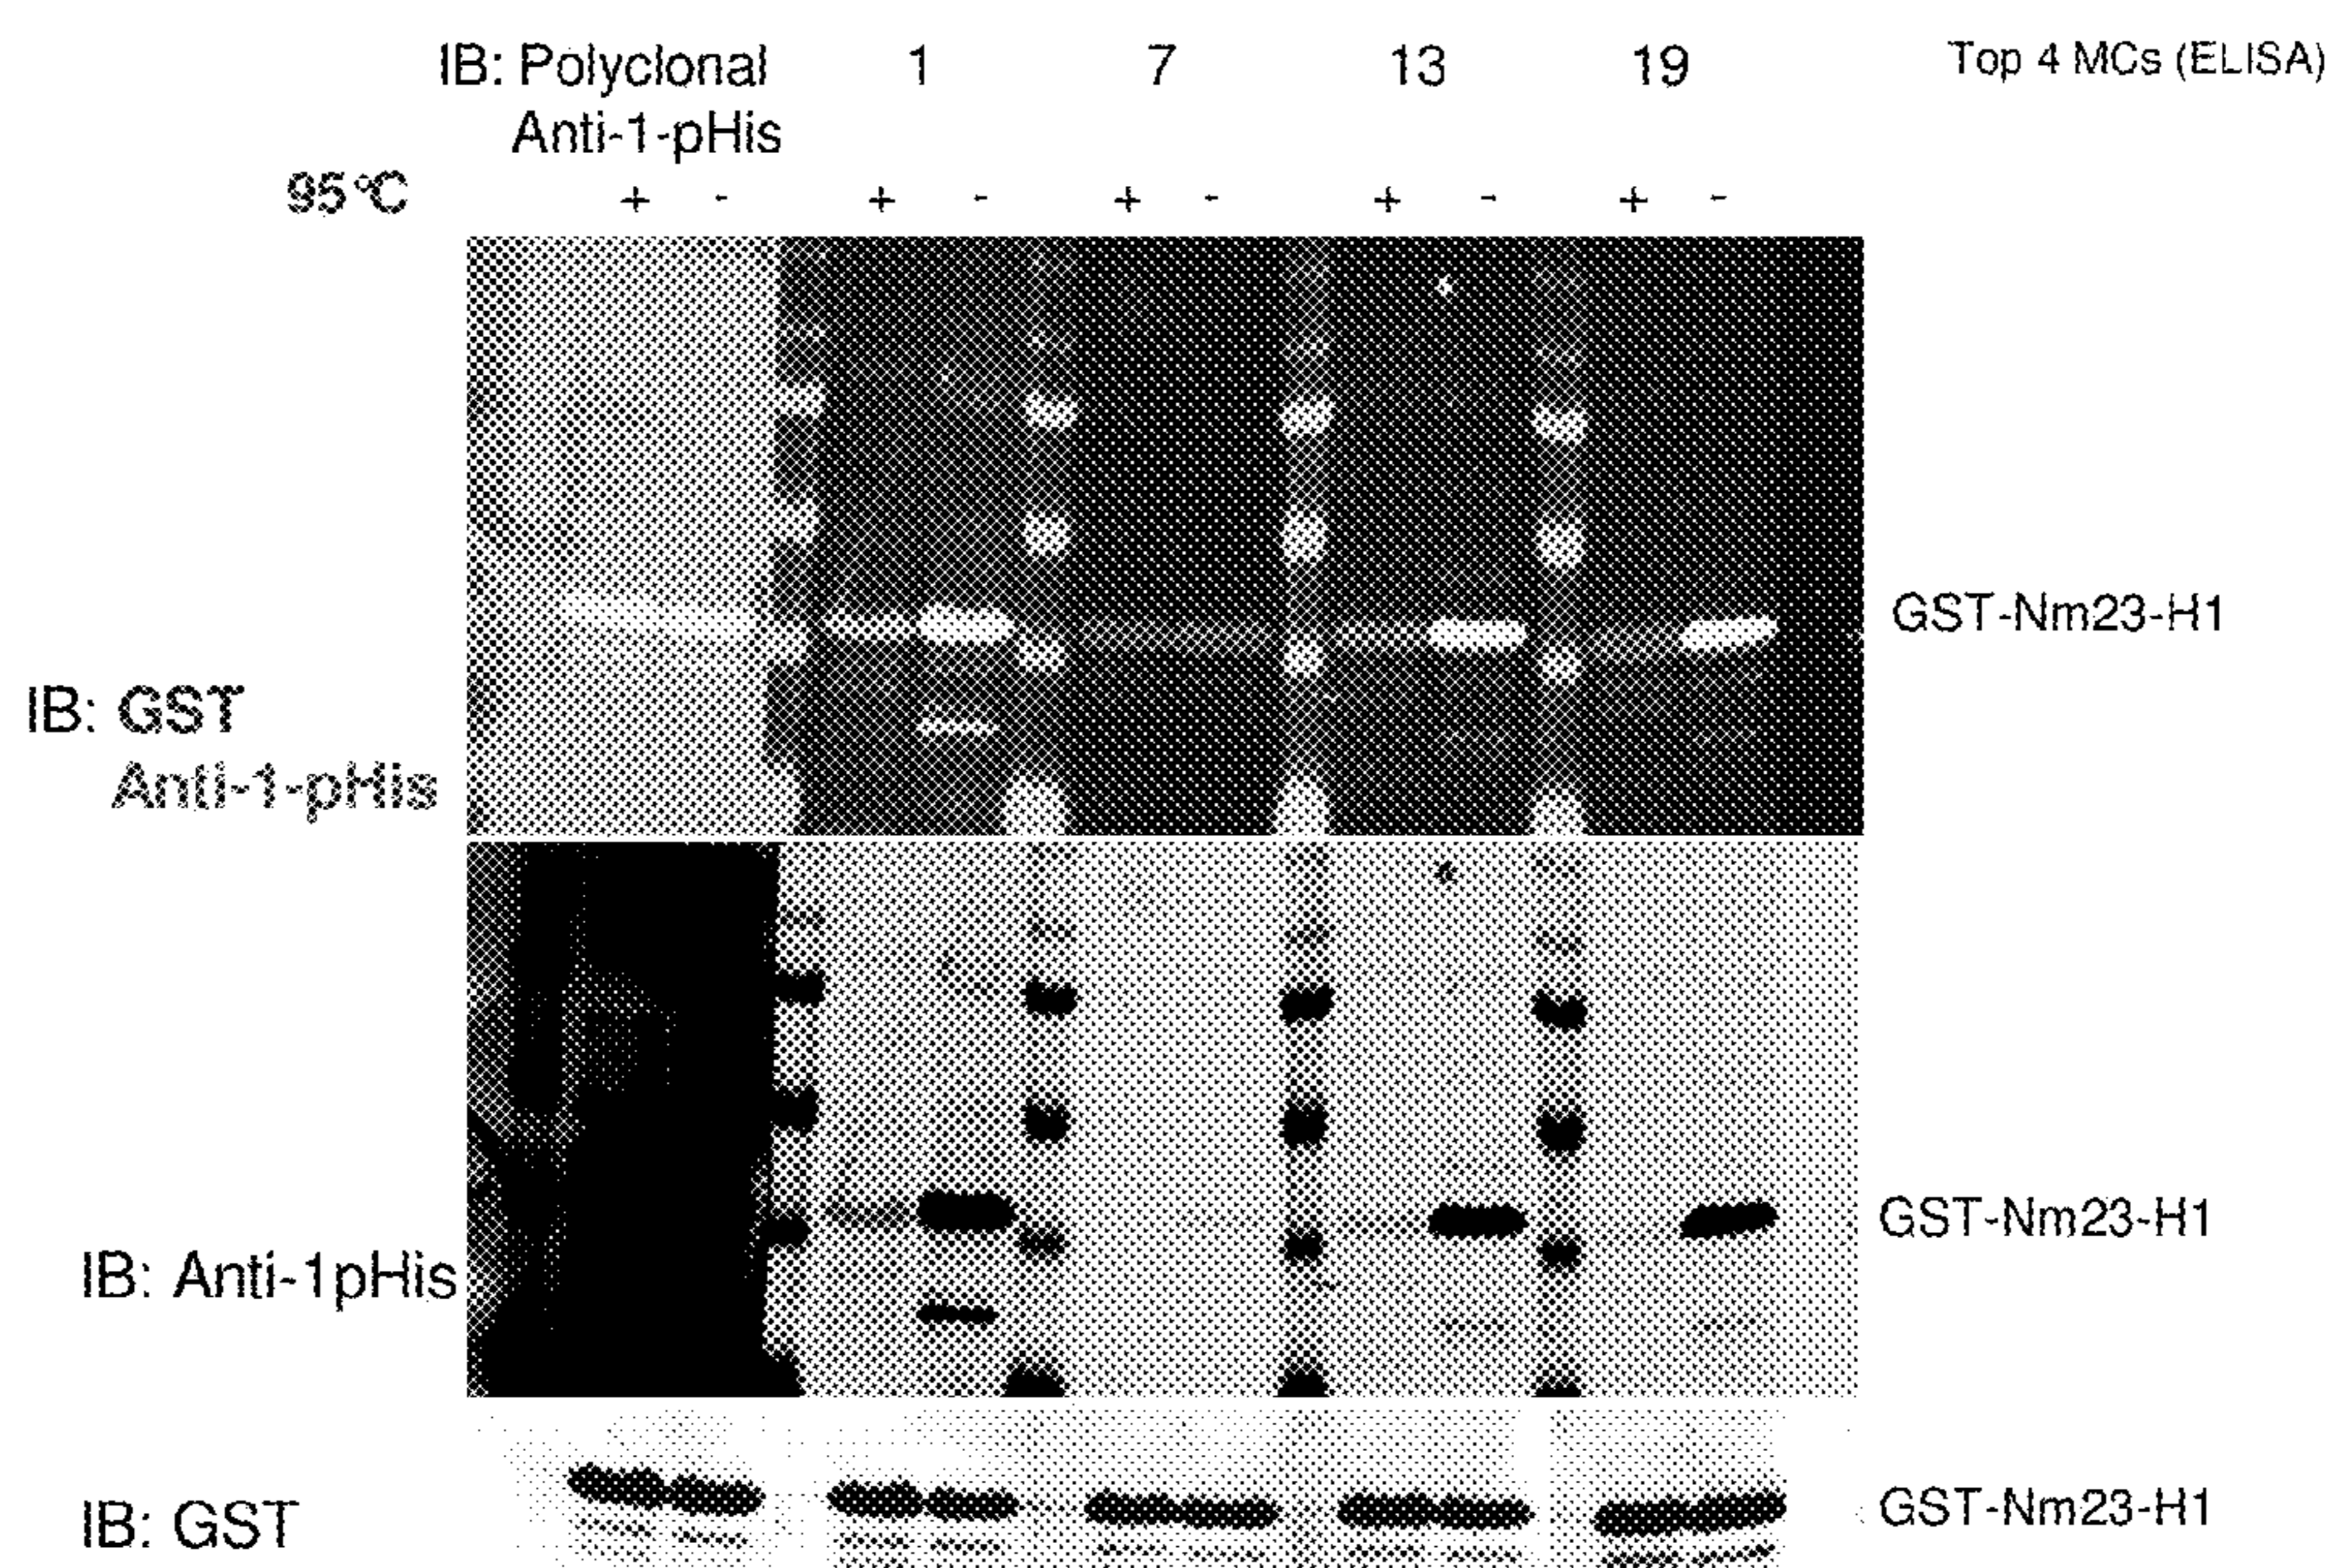 IB: Polyclonal 1 7 13 19 Top 4 MCs (ELISA)
Anti-1-pHis
95°C + - + - + - + - + -
GST-Nm23-H1
IB: GST
Anti-1-pHis
GST-Nm23-H1
IB: Anti-1pHis
IB: GST GST-Nm23-H1